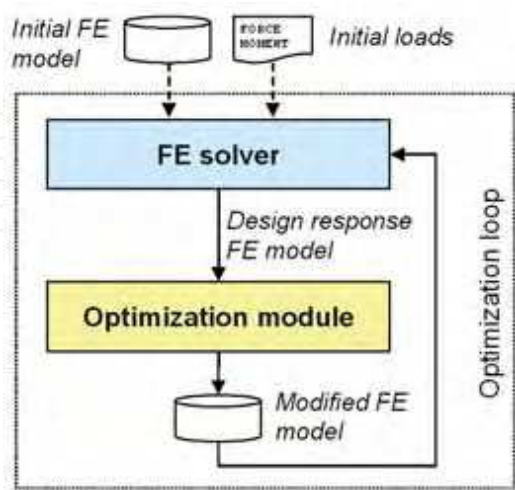 Initial FE
model
FORCE
MOMENT
Initial loads
FE solver
Design response
FE model
Optimization module
Modified FE
model
Optimization loop